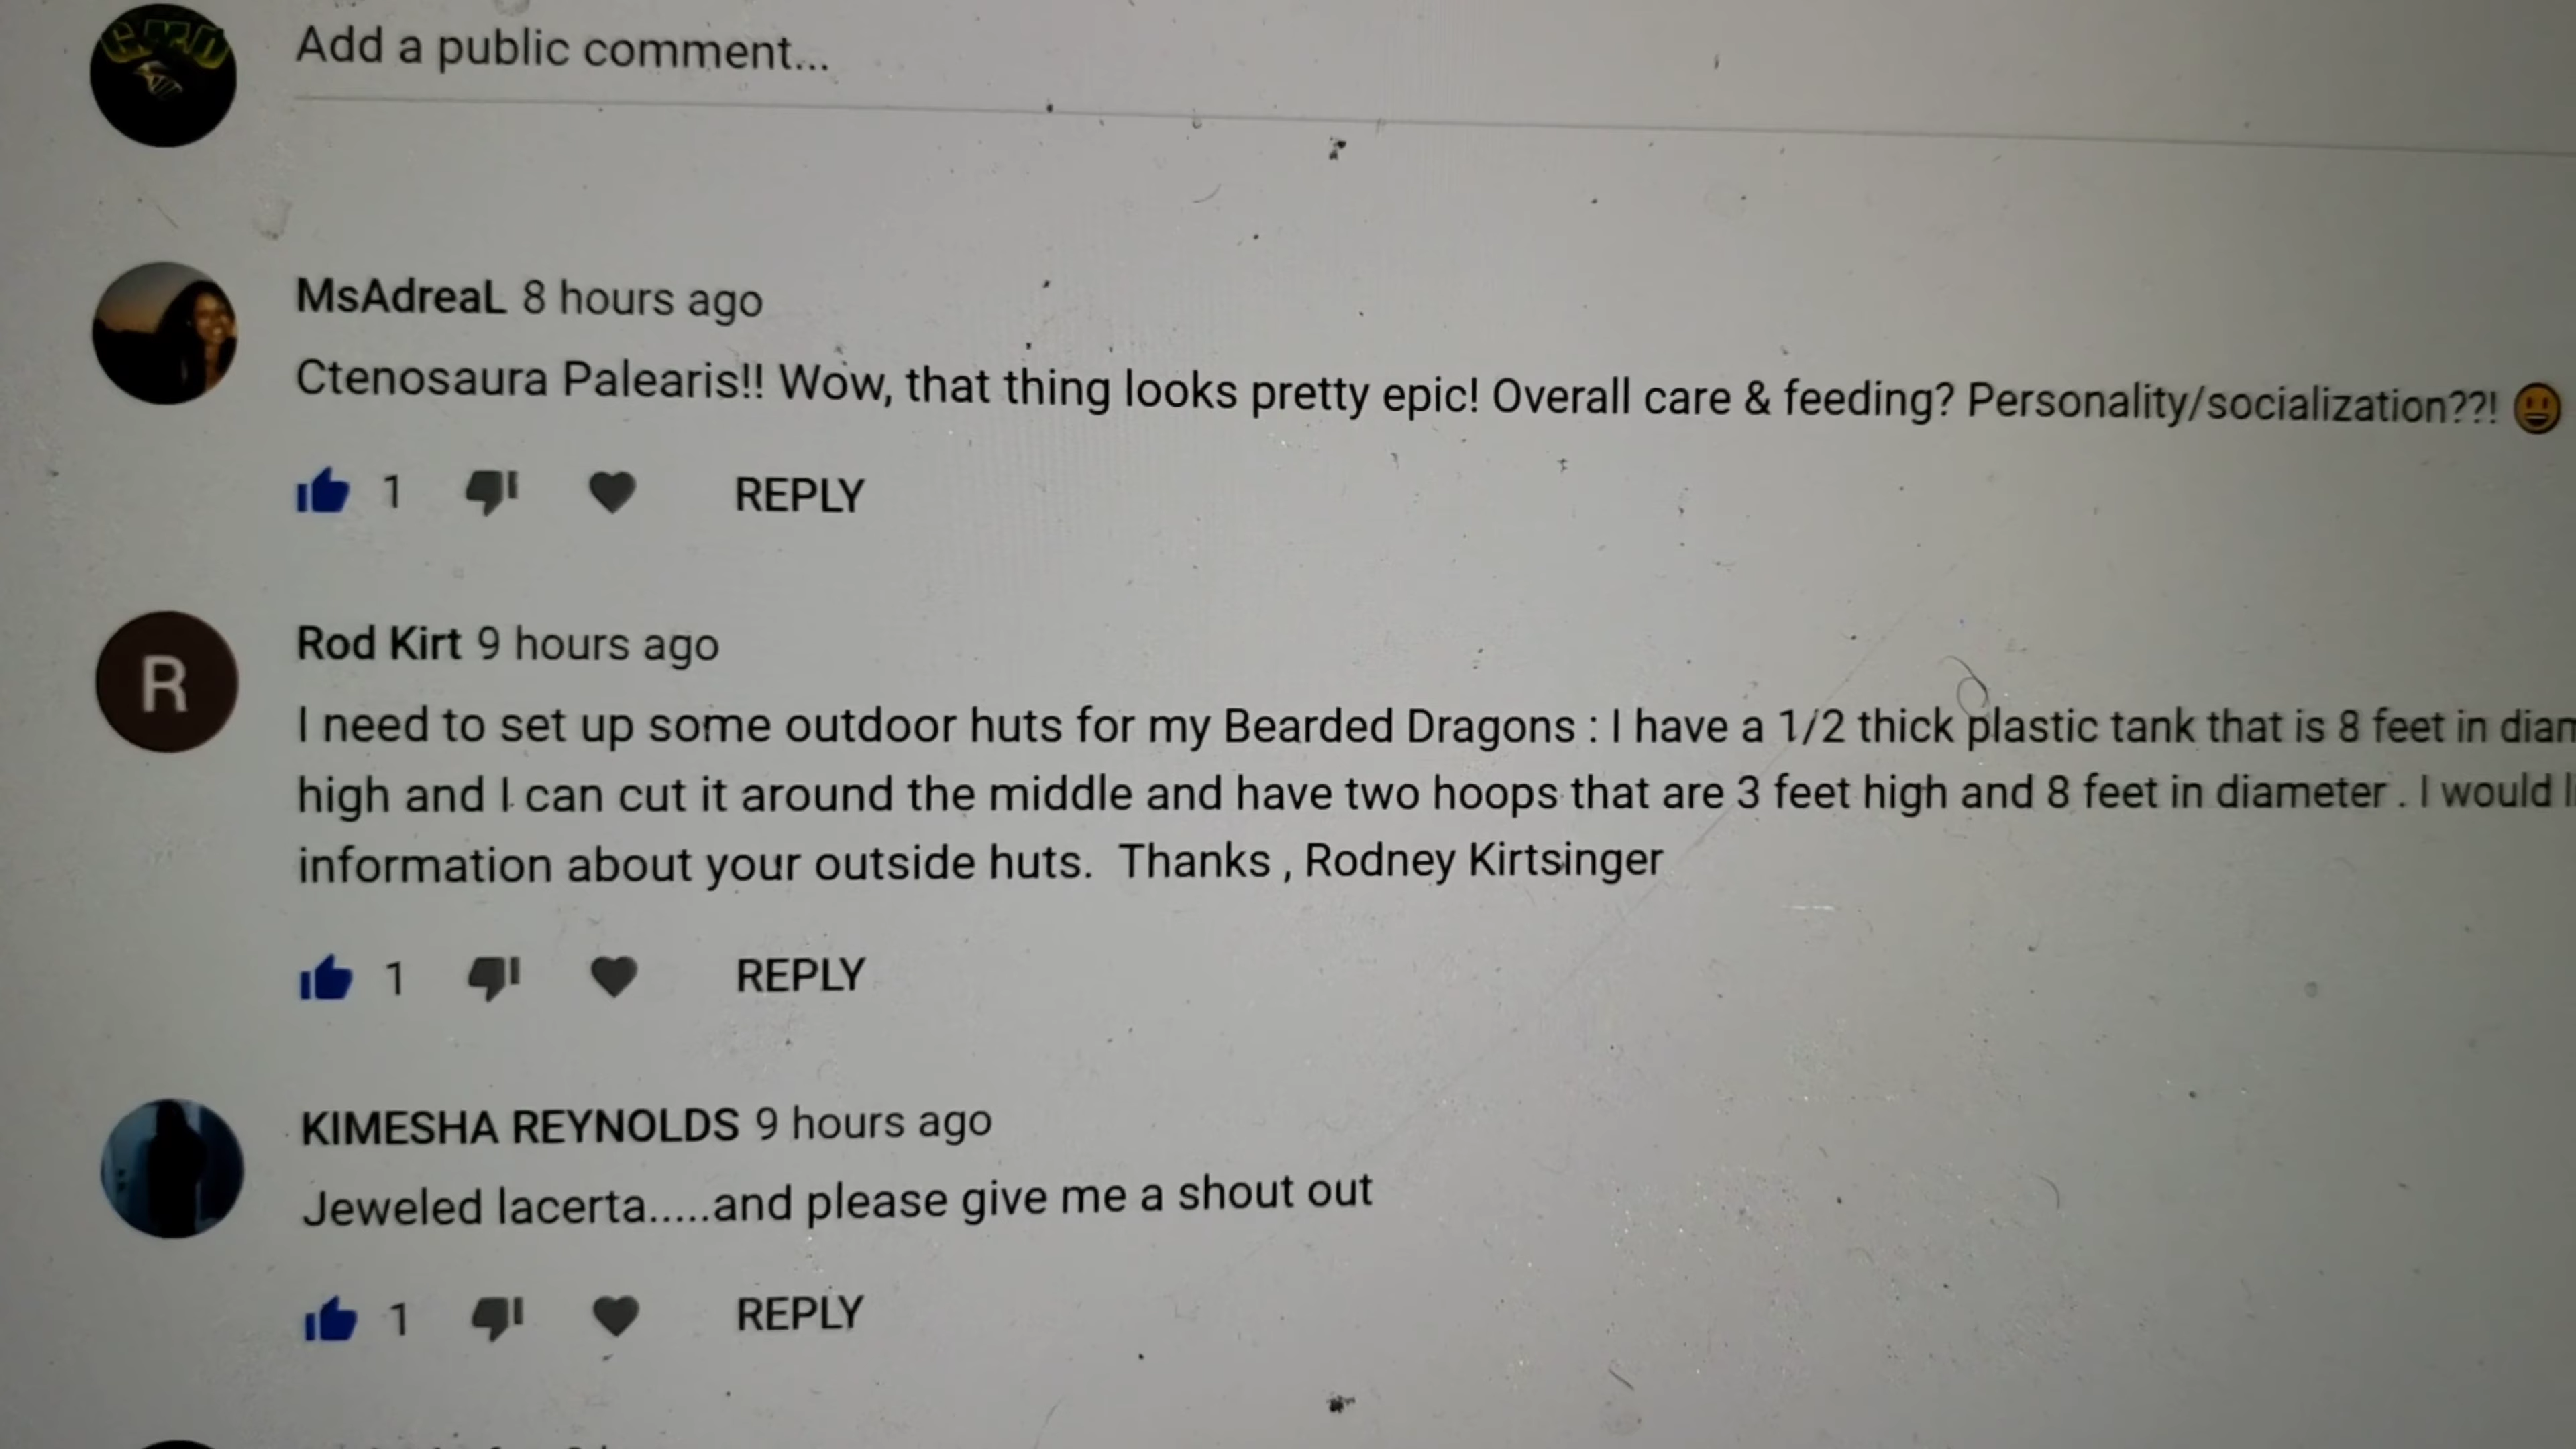 Add a public comment...
MsAdreaL 8 hours ago
Ctenosaura Palearis!! Wow, that thing looks pretty epic! Overall care & feeding? Personality/socialization??! 😃
1 REPLY
R
Rod Kirt 9 hours ago
I need to set up some outdoor huts for my Bearded Dragons : I have a 1/2 thick plastic tank that is 8 feet in
high and I can cut it around the middle and have two hoops that are 3 feet high and 8 feet in diameter . I would
information about your outside huts.  Thanks , Rodney Kirtsinger
1 REPLY
KIMESHA REYNOLDS 9 hours ago
Jeweled lacerta.....and please give me a shout out
1 REPLY